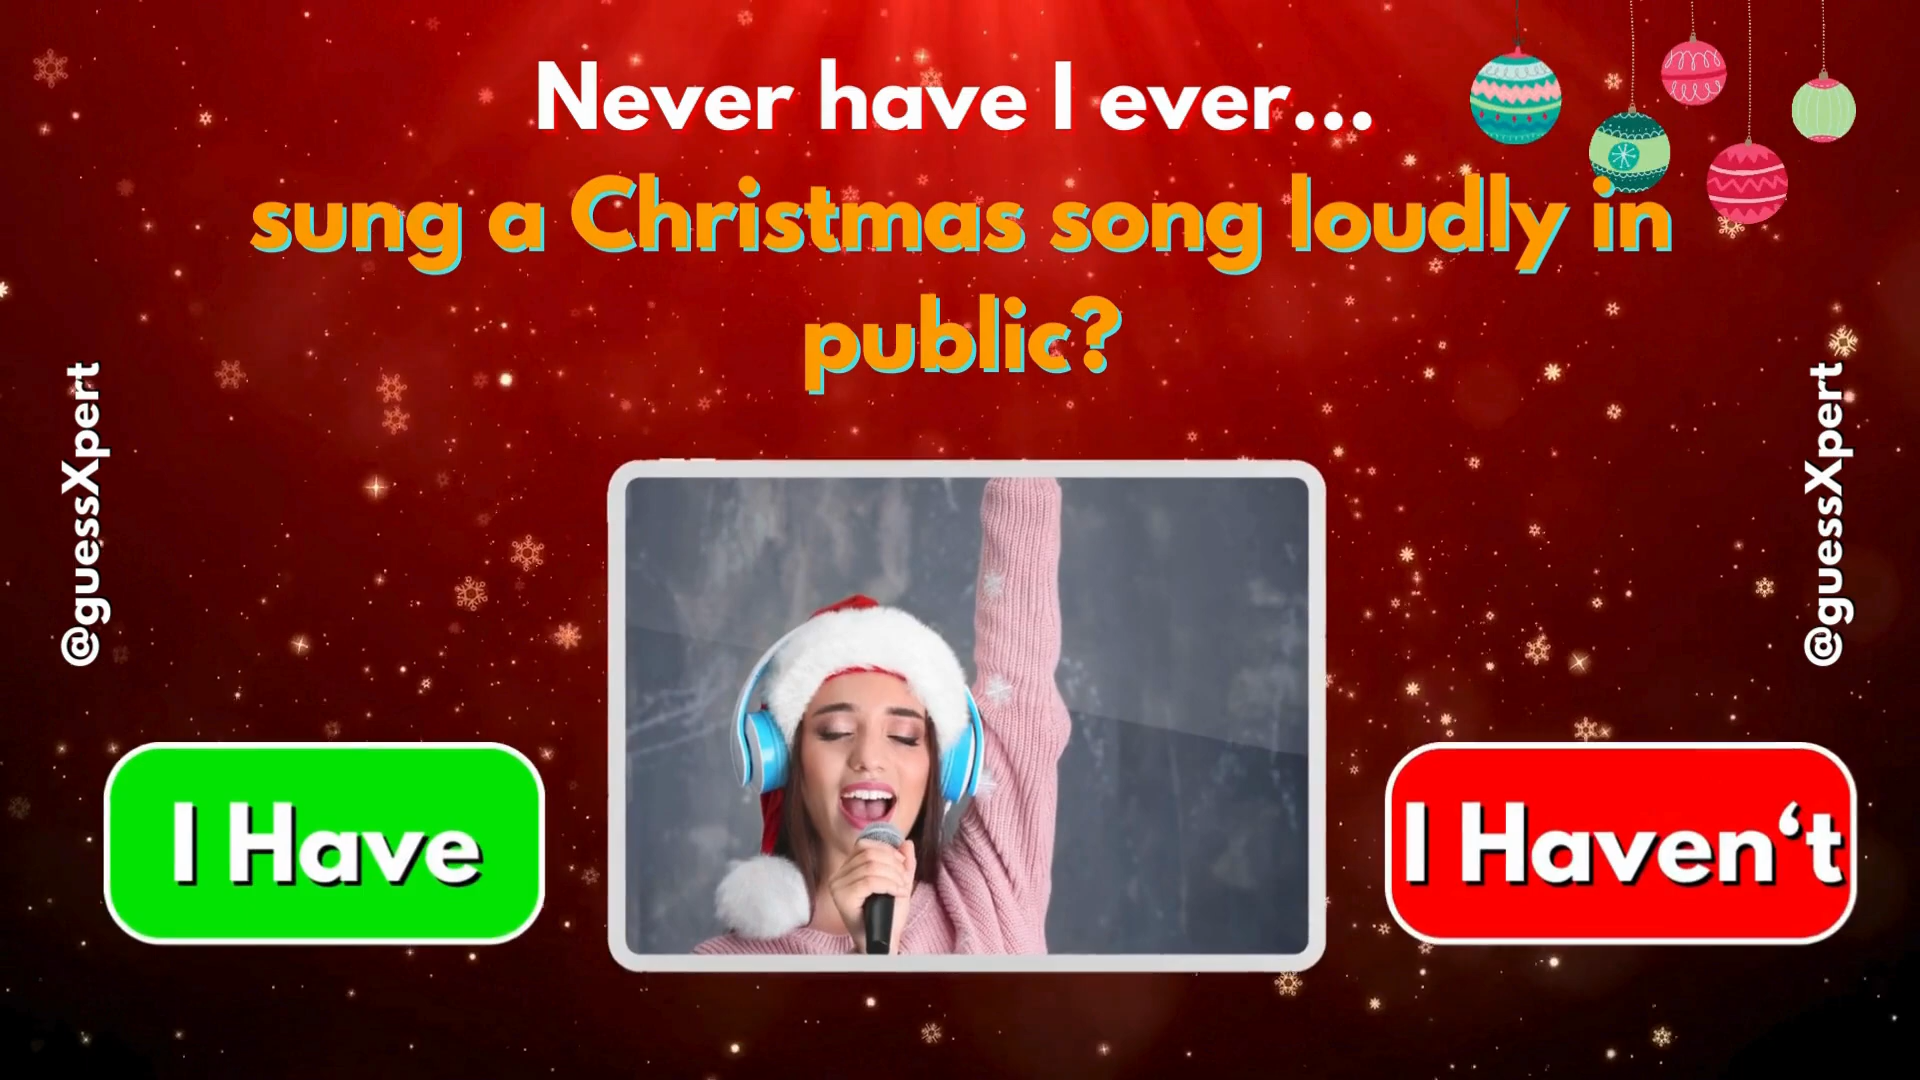 Never have I ever...
sung a Christmas song loudly in
public?
@guessXpert
@guessXpert
I Have
I Haven‘t